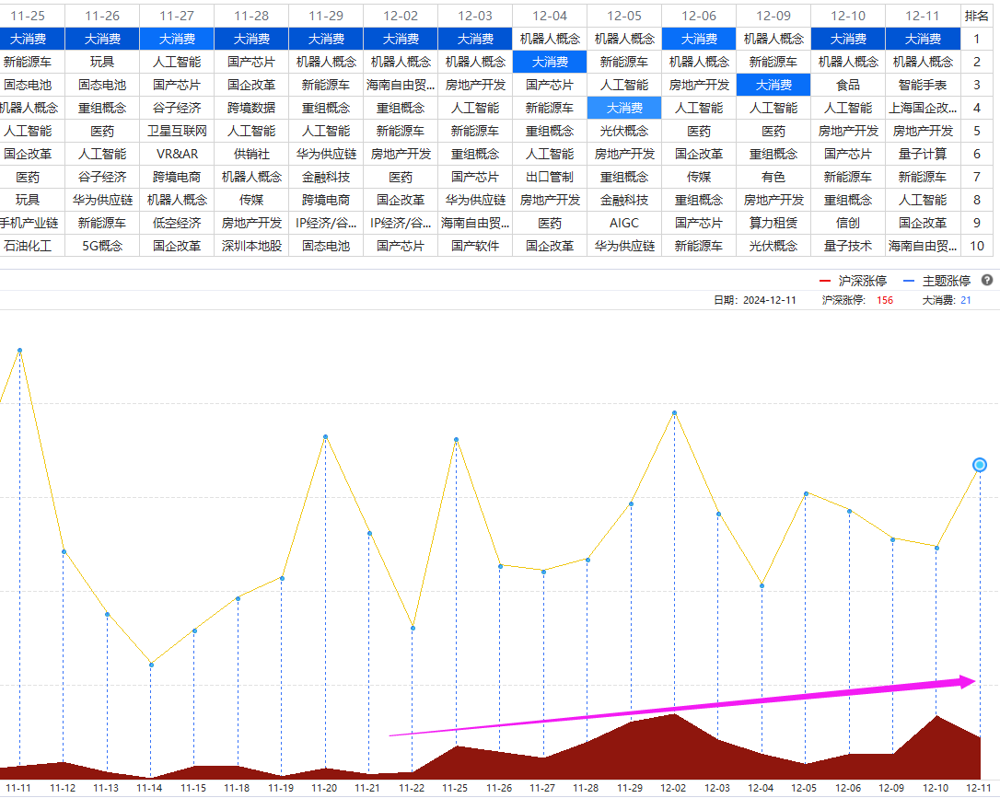 11-25 11-26 11-27 11-28 11-29 12-02 12-03 12-04 12-05 12-06 12-09 12-10 12-11 排名
大消费 大消费 大消费 大消费 大消费 大消费 大消费 机器人概念 机器人概念 大消费 机器人概念 大消费 大消费 1
新能源车 玩具 人工智能 国产芯片 机器人概念 机器人概念 机器人概念 大消费 新能源车 机器人概念 新能源车 机器人概念 机器人概念 2
固态电池 固态电池 国产芯片 国企改革 新能源车 海南自由贸... 房地产开发 国产芯片 人工智能 房地产开发 大消费 食品 智能手表 3
机器人概念 重组概念 谷子经济 跨境数据 重组概念 重组概念 人工智能 新能源车 大消费 人工智能 人工智能 人工智能 上海国企改... 4
人工智能 医药 卫星互联网 人工智能 人工智能 新能源车 新能源车 重组概念 光伏概念 医药 医药 房地产开发 房地产开发 5
国企改革 人工智能 VR&AR 供销社 华为供应链 房地产开发 重组概念 人工智能 房地产开发 国企改革 重组概念 国产芯片 量子计算 6
医药 谷子经济 跨境电商 机器人概念 金融科技 医药 国产芯片 出口管制 重组概念 传媒 有色 新能源车 新能源车 7
玩具 华为供应链 机器人概念 传媒 跨境电商 国企改革 华为供应链 房地产开发 金融科技 重组概念 房地产开发 重组概念 人工智能 8
手机产业链 新能源车 低空经济 房地产开发 IP经济/谷... IP经济/谷... 海南自由贸... 医药 AIGC 国产芯片 算力租赁 信创 国企改革 9
石油化工 5G概念 国企改革 深圳本地股 固态电池 国产芯片 国产软件 国企改革 华为供应链 新能源车 光伏概念 量子技术 海南自由贸... 10
沪深涨停 主题涨停 ?
日期: 2024-12-11 沪深涨停: 156 大消费: 21
11-11 11-12 11-13 11-14 11-15 11-18 11-19 11-20 11-21 11-22 11-25 11-26 11-27 11-28 11-29 12-02 12-03 12-04 12-05 12-06 12-09 12-10 12-11